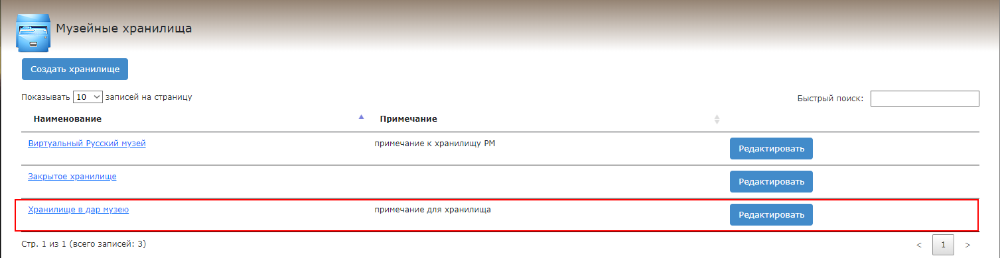 Музейные хранилища
Создать хранилище
Показывать 10 записей на страницу
Быстрый поиск:
Наименование Примечание
Виртуальный Русский музей примечание к хранилищу РМ Редактировать
Закрытое хранилище Редактировать
Хранилище в дар музею примечание для хранилища Редактировать
Стр. 1 из 1 (всего записей: 3) < 1 >